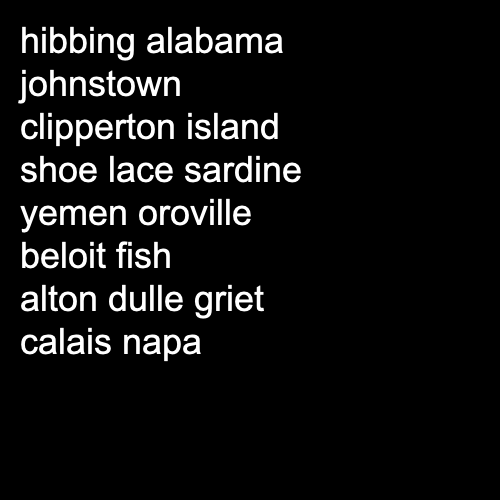 hibbing alabama
johnstown
clipperton island
shoe lace sardine
yemen oroville
beloit fish
alton dulle griet
calais napa